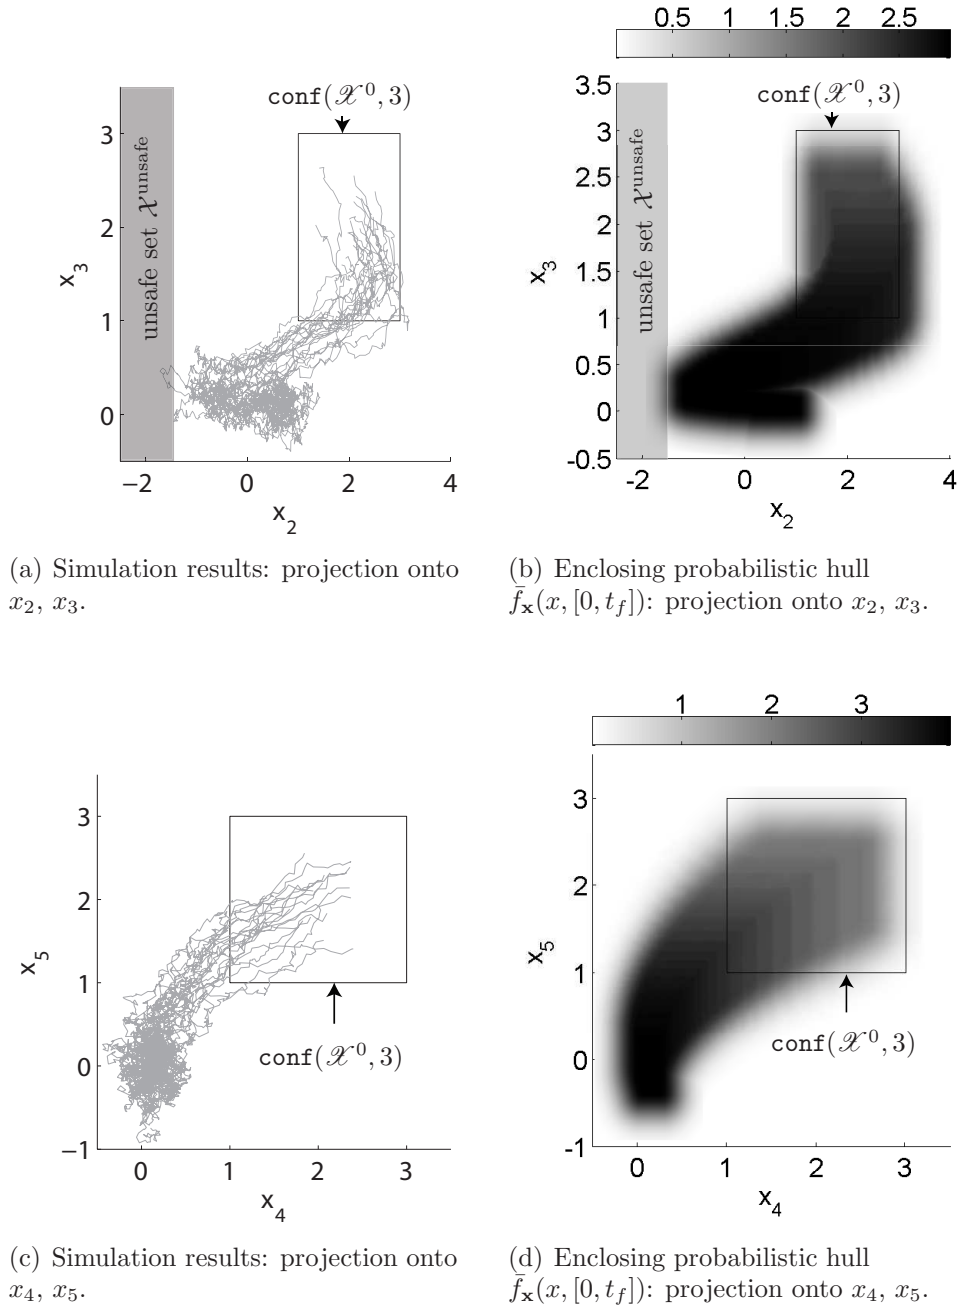 0.5 1 1.5 2 2.5
conf(𝒳⁰, 3)
unsafe set 𝒳ᵘⁿˢᵃᶠᵉ
3
2
1
0
x₃
−2 0 2 4
x₂
conf(𝒳⁰, 3)
unsafe set 𝒳ᵘⁿˢᵃᶠᵉ
3.5
3
2.5
2
1.5
1
0.5
0
-0.5
x₃
-2 0 2 4
x₂
(a) Simulation results: projection onto
x₂, x₃.
(b) Enclosing probabilistic hull
f̄ₓ(x, [0, t_f]): projection onto x₂, x₃.
3
2
1
0
−1
x₅
conf(𝒳⁰, 3)
0 1 2 3
x₄
1 2 3
3
2
1
0
-1
x₅
conf(𝒳⁰, 3)
0 1 2 3
x₄
(c) Simulation results: projection onto
x₄, x₅.
(d) Enclosing probabilistic hull
f̄ₓ(x, [0, t_f]): projection onto x₄, x₅.